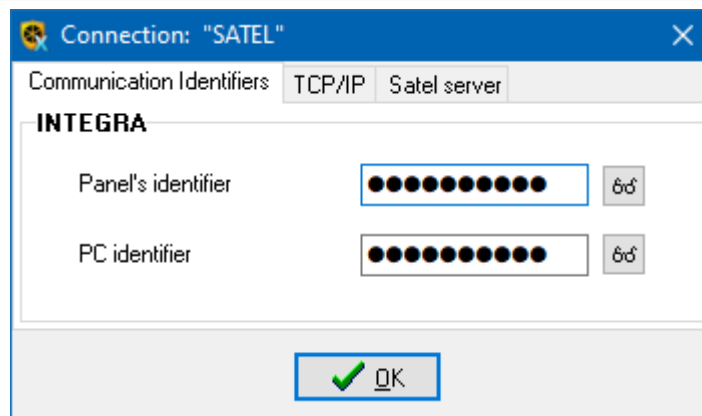 Connection: "SATEL"
Communication Identifiers TCP/IP Satel server
INTEGRA
Panel's identifier ●●●●●●●●●●
PC identifier ●●●●●●●●●●
OK